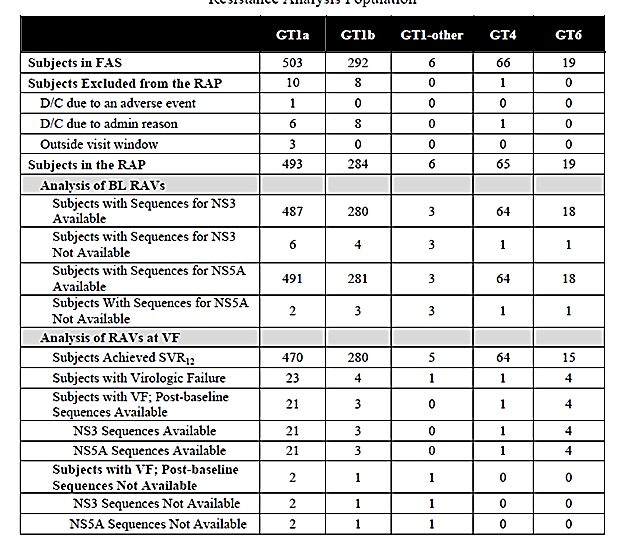 Resistance Analysis Population
GT1a GT1b GT1-other GT4 GT6
Subjects in FAS 503 292 6 66 19
Subjects Excluded from the RAP 10 8 0 1 0
D/C due to an adverse event 1 0 0 0 0
D/C due to admin reason 6 8 0 1 0
Outside visit window 3 0 0 0 0
Subjects in the RAP 493 284 6 65 19
Analysis of BL RAVs
Subjects with Sequences for NS3
Available 487 280 3 64 18
Subjects with Sequences for NS3
Not Available 6 4 3 1 1
Subjects with Sequences for NS5A
Available 491 281 3 64 18
Subjects With Sequences for NS5A
Not Available 2 3 3 1 1
Analysis of RAVs at VF
Subjects Achieved SVR12 470 280 5 64 15
Subjects with Virologic Failure 23 4 1 1 4
Subjects with VF; Post-baseline
Sequences Available 21 3 0 1 4
NS3 Sequences Available 21 3 0 1 4
NS5A Sequences Available 21 3 0 1 4
Subjects with VF; Post-baseline
Sequences Not Available 2 1 1 0 0
NS3 Sequences Not Available 2 1 1 0 0
NS5A Sequences Not Available 2 1 1 0 0